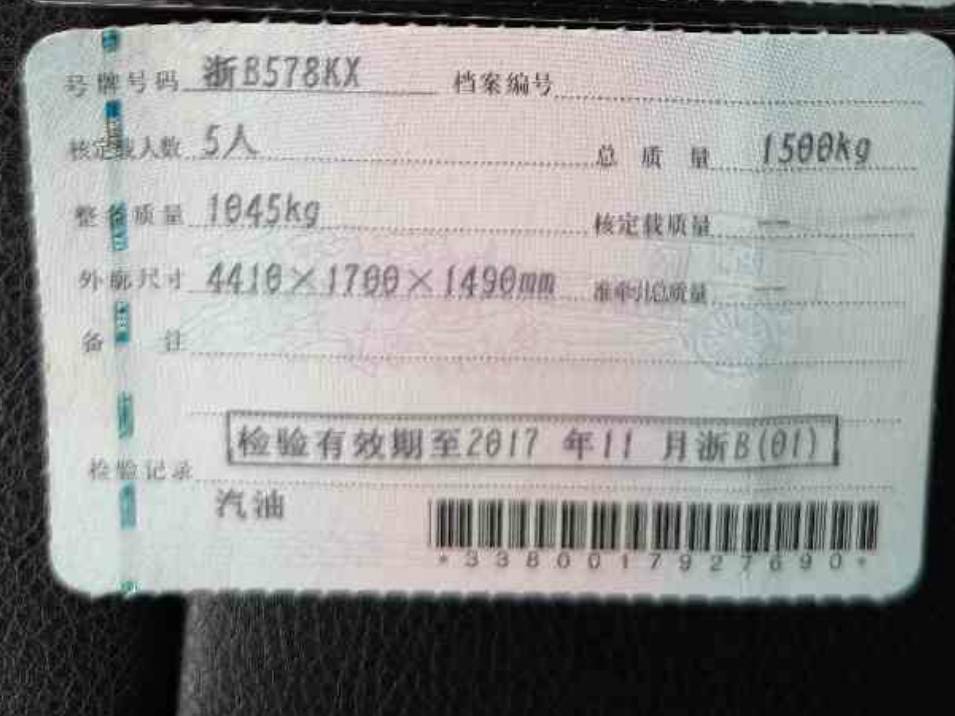 号牌号码 浙B578KX 档案编号
核定载人数 5人 总质量 1500kg
整备质量 1045kg 核定载质量 --
外廓尺寸 4410×1700×1490mm 准牵引总质量 --
备注
检验有效期至2017 年11 月浙B(01)
检验记录
汽油
*3380017927690*